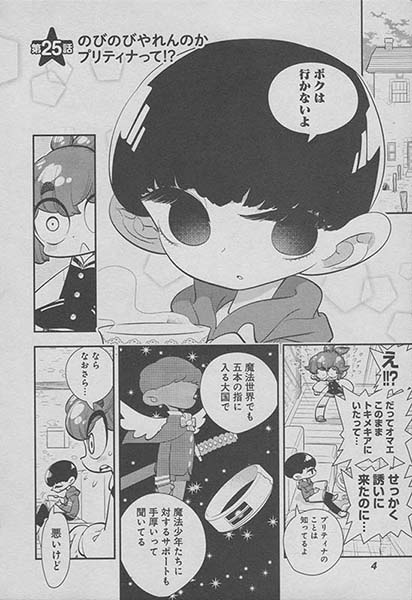 第25話
のびのびやれんのか
プリティナって!?
ボクは
行かないよ
え!!?
だってオマエ
このまま
トキメキアに
いたって…
せっかく
誘いに
来たのに…
プリティナの
ことは
知ってるよ
魔法世界でも
五本の指に
入る大国で
魔法少年たちに
対するサポートも
手厚いって
聞いてる
なら
なおさら…
悪いけど
4